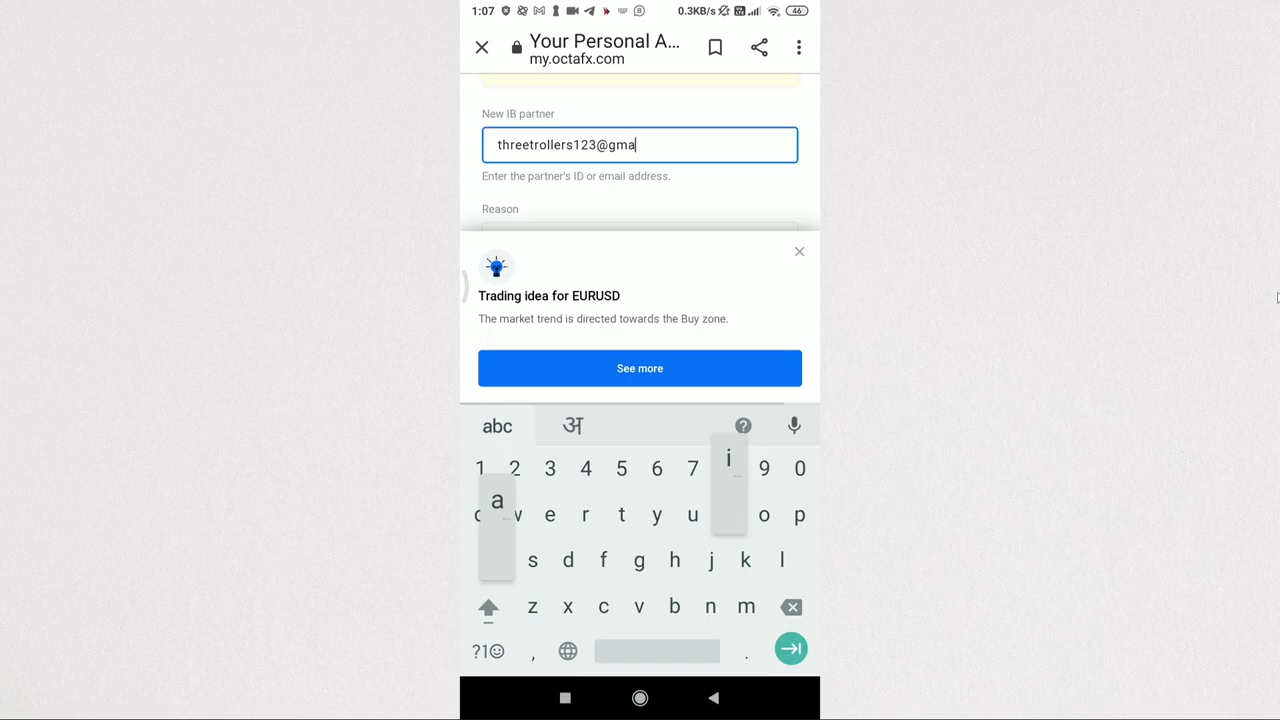 1:07
0.3KB/s
46
Your Personal A...
my.octafx.com
New IB partner
threetrollers123@gma
Enter the partner's ID or email address.
Reason
Trading idea for EURUSD
The market trend is directed towards the Buy zone.
See more
abc अ ?
1 2 3 4 5 6 7 i 9 0
a w e r t y u o p
s d f g h j k l
z x c v b n m
?1☺ , .